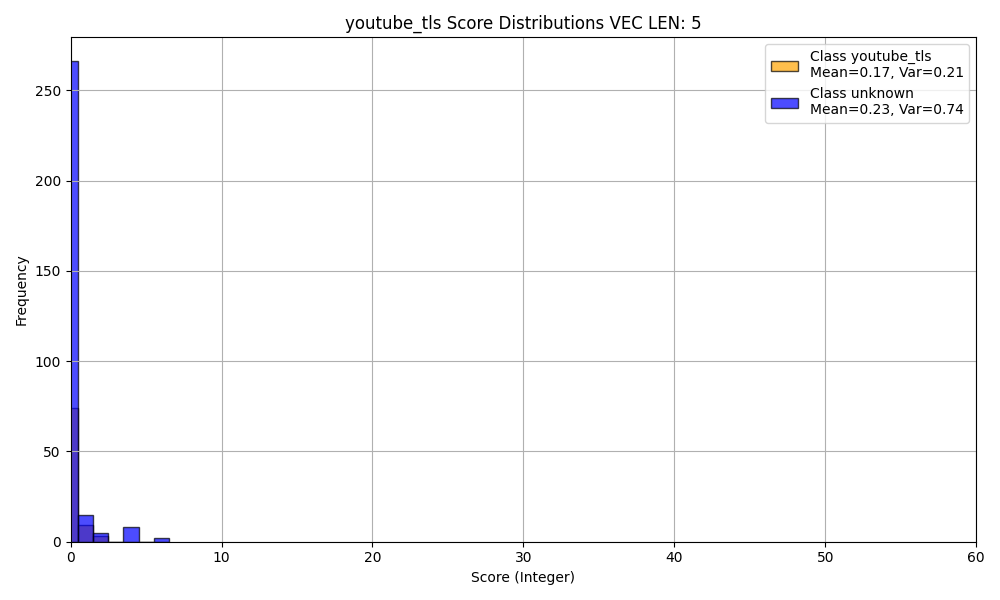 youtube_tls Score Distributions VEC LEN: 5
Class youtube_tls
Mean=0.17, Var=0.21
Class unknown
Mean=0.23, Var=0.74
Frequency
250
200
150
100
50
0
0 10 20 30 40 50 60
Score (Integer)